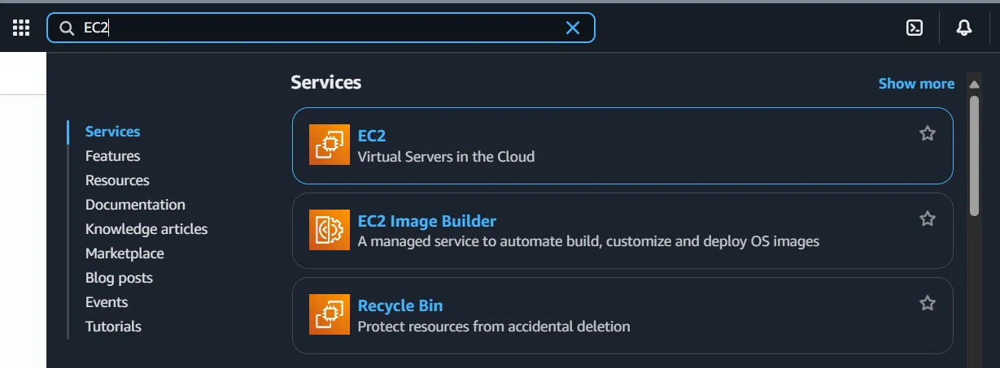 EC2
Services
Show more
Services
Features
Resources
Documentation
Knowledge articles
Marketplace
Blog posts
Events
Tutorials
EC2
Virtual Servers in the Cloud
EC2 Image Builder
A managed service to automate build, customize and deploy OS images
Recycle Bin
Protect resources from accidental deletion